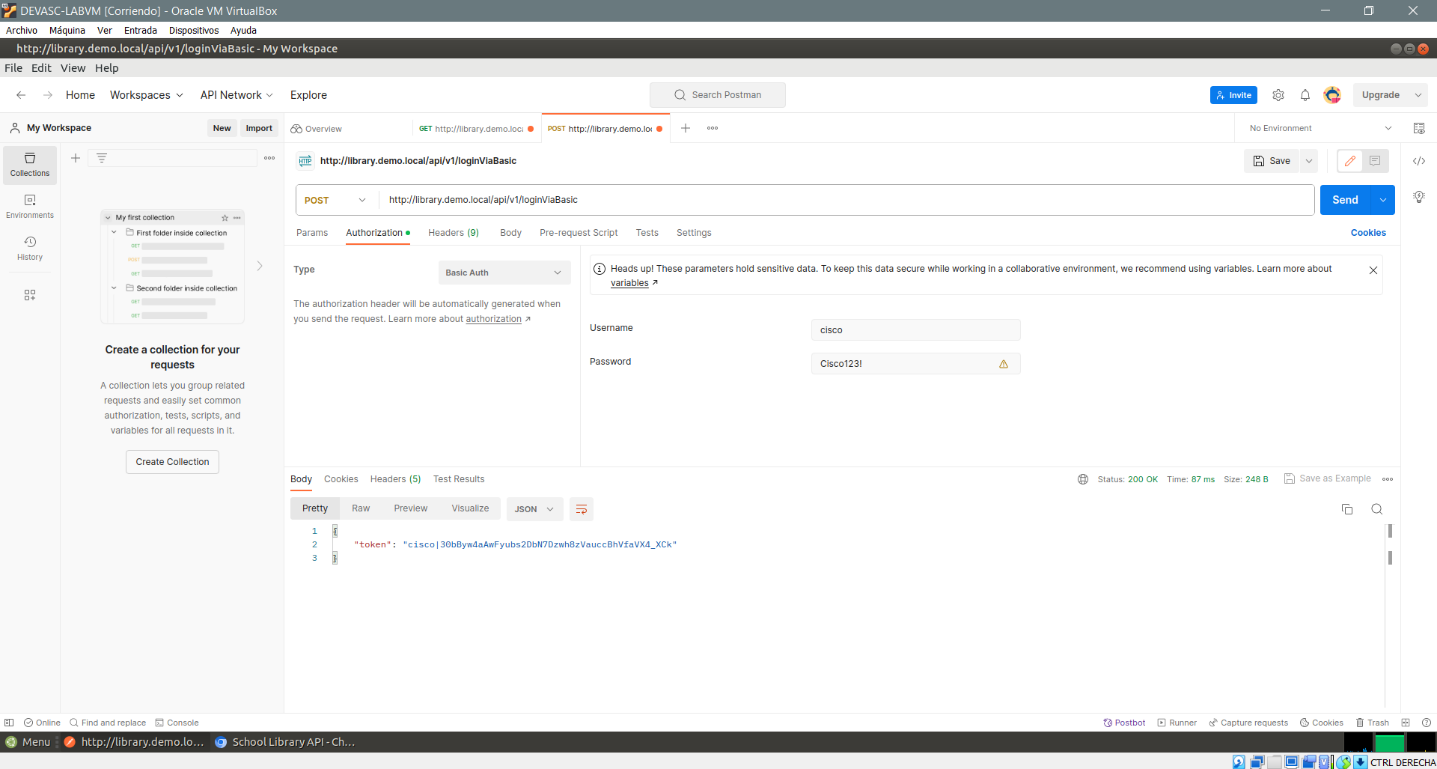 DEVASC-LABVM [Corriendo] - Oracle VM VirtualBox
Archivo Máquina Ver Entrada Dispositivos Ayuda
http://library.demo.local/api/v1/loginViaBasic - My Workspace
File Edit View Help
Home Workspaces API Network Explore
Search Postman
Invite
Upgrade
My Workspace
New Import
Overview
GET http://library.demo.loc
POST http://library.demo.lo
No Environment
Collections
Environments
History
My first collection
First folder inside collection
GET
POST
GET
Second folder inside collection
GET
GET
Create a collection for your
requests
A collection lets you group related
requests and easily set common
authorization, tests, scripts, and
variables for all requests in it.
Create Collection
HTTP http://library.demo.local/api/v1/loginViaBasic
Save
POST http://library.demo.local/api/v1/loginViaBasic
Send
Params Authorization Headers (9) Body Pre-request Script Tests Settings
Cookies
Type
Basic Auth
The authorization header will be automatically generated when
you send the request. Learn more about authorization ↗
Heads up! These parameters hold sensitive data. To keep this data secure while working in a collaborative environment, we recommend using variables. Learn more about
variables ↗
Username
cisco
Password
Cisco123!
Body Cookies Headers (5) Test Results
Status: 200 OK Time: 87 ms Size: 248 B
Save as Example
Pretty Raw Preview Visualize JSON
1 {
2 "token": "cisco|30bByw4aAwFyubs2DbN7Dzwh8zVauccBhVfaVX4_XCk"
3 }
Online Find and replace Console
Postbot Runner Capture requests Cookies Trash
Menu http://library.demo.lo... School Library API - Ch...
CTRL DERECHA